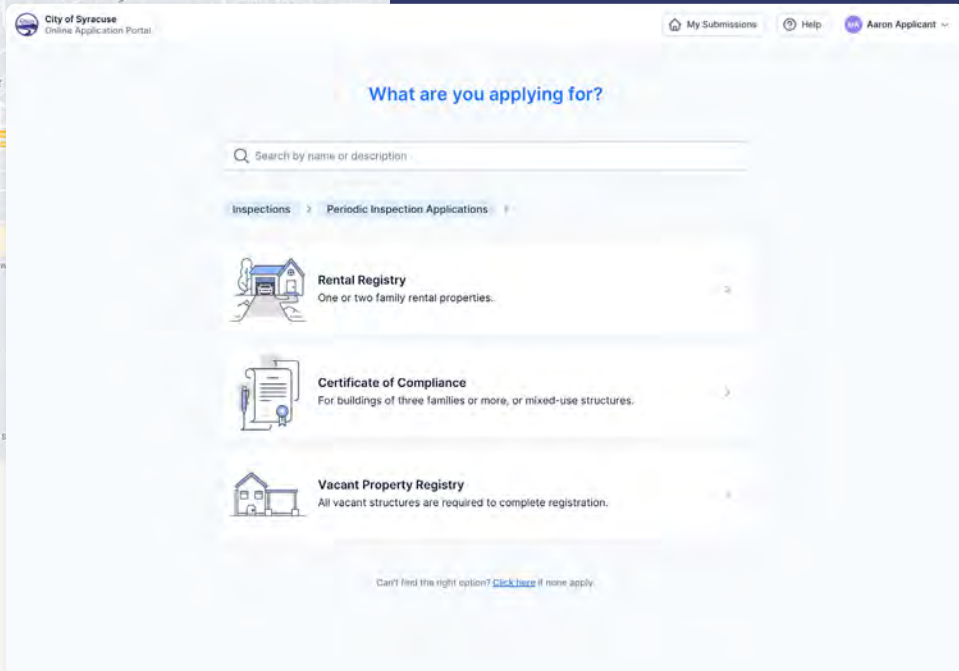 City of Syracuse
Online Application Portal
My Submissions
Help
Aaron Applicant
What are you applying for?
Search by name or description
Inspections > Periodic Inspection Applications
Rental Registry
One or two family rental properties.
Certificate of Compliance
For buildings of three families or more, or mixed-use structures.
Vacant Property Registry
All vacant structures are required to complete registration.
Can't find the right option? Click here if none apply.